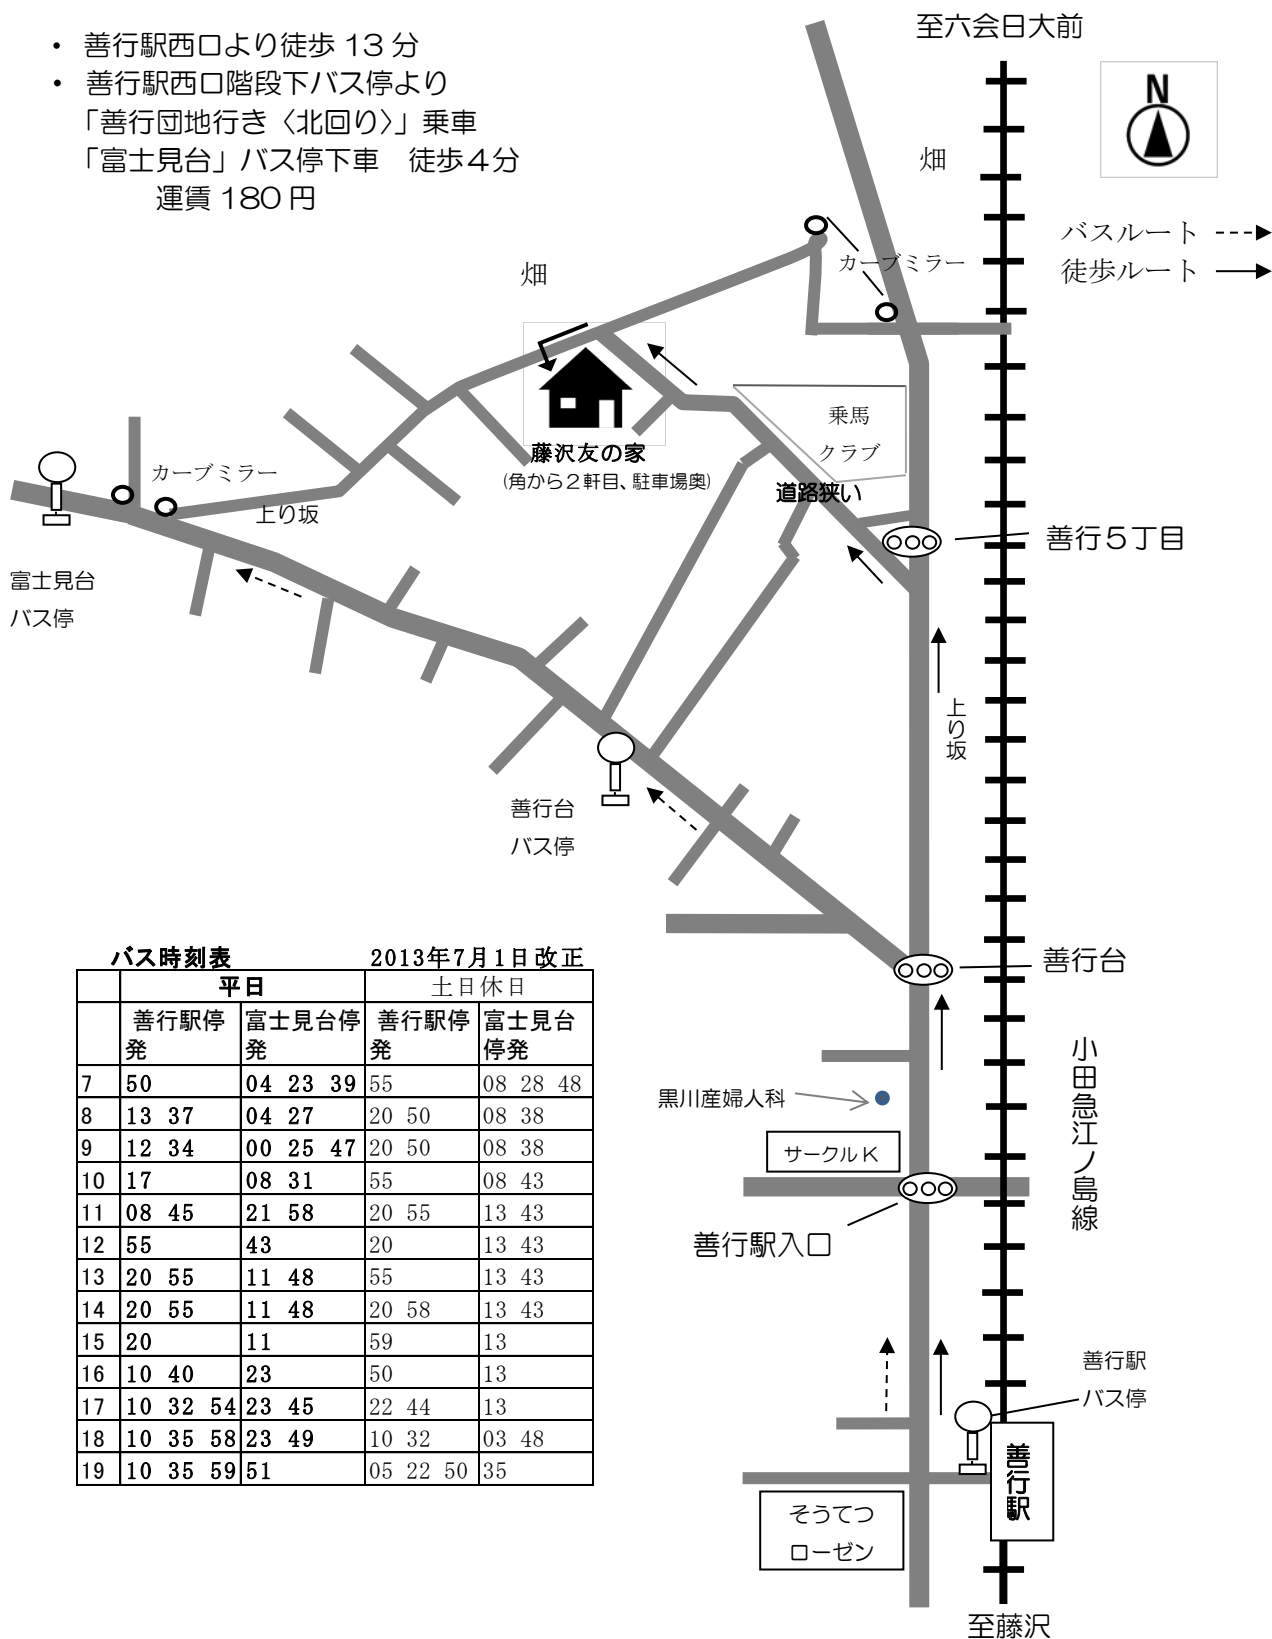 ・ 善行駅西口より徒歩 13 分
・ 善行駅西口階段下バス停より
「善行団地行き〈北回り〉」乗車
「富士見台」バス停下車　徒歩４分
運賃 180 円
至六会日大前
N
畑
バスルート
徒歩ルート
カーブミラー
畑
乗馬
クラブ
藤沢友の家
(角から２軒目、駐車場奥)
道路狭い
カーブミラー
上り坂
善行５丁目
富士見台
バス停
上り坂
善行台
バス停
善行台
小田急江ノ島線
黒川産婦人科
サークルＫ
善行駅入口
善行駅
バス停
善行駅
そうてつ
ローゼン
至藤沢
バス時刻表 2013年7月1日改正
平日 土日休日
善行駅停発 富士見台停発 善行駅停発 富士見台停発
7 50 04 23 39 55 08 28 48
8 13 37 04 27 20 50 08 38
9 12 34 00 25 47 20 50 08 38
10 17 08 31 55 08 43
11 08 45 21 58 20 55 13 43
12 55 43 20 13 43
13 20 55 11 48 55 13 43
14 20 55 11 48 20 58 13 43
15 20 11 59 13
16 10 40 23 50 13
17 10 32 54 23 45 22 44 13
18 10 35 58 23 49 10 32 03 48
19 10 35 59 51 05 22 50 35